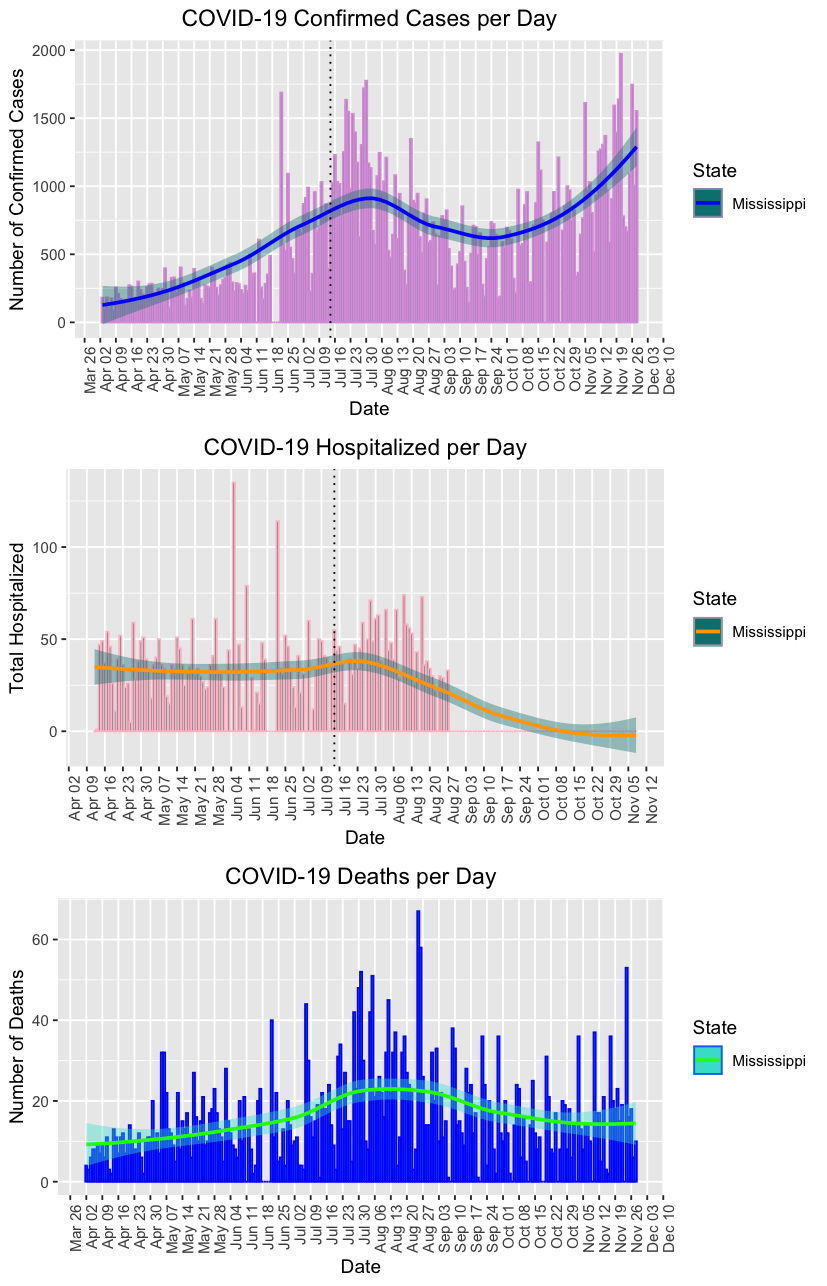 COVID-19 Confirmed Cases per Day
Number of Confirmed Cases
2000
1500
1000
500
0
Mar 26
Apr 02
Apr 09
Apr 16
Apr 23
Apr 30
May 07
May 14
May 21
May 28
Jun 04
Jun 11
Jun 18
Jun 25
Jul 02
Jul 09
Jul 16
Jul 23
Jul 30
Aug 06
Aug 13
Aug 20
Aug 27
Sep 03
Sep 10
Sep 17
Sep 24
Oct 01
Oct 08
Oct 15
Oct 22
Oct 29
Nov 05
Nov 12
Nov 19
Nov 26
Dec 03
Dec 10
Date
State
Mississippi
COVID-19 Hospitalized per Day
Total Hospitalized
100
50
0
Apr 02
Apr 09
Apr 16
Apr 23
Apr 30
May 07
May 14
May 21
May 28
Jun 04
Jun 11
Jun 18
Jun 25
Jul 02
Jul 09
Jul 16
Jul 23
Jul 30
Aug 06
Aug 13
Aug 20
Aug 27
Sep 03
Sep 10
Sep 17
Sep 24
Oct 01
Oct 08
Oct 15
Oct 22
Oct 29
Nov 05
Nov 12
Date
State
Mississippi
COVID-19 Deaths per Day
Number of Deaths
60
40
20
0
Mar 26
Apr 02
Apr 09
Apr 16
Apr 23
Apr 30
May 07
May 14
May 21
May 28
Jun 04
Jun 11
Jun 18
Jun 25
Jul 02
Jul 09
Jul 16
Jul 23
Jul 30
Aug 06
Aug 13
Aug 20
Aug 27
Sep 03
Sep 10
Sep 17
Sep 24
Oct 01
Oct 08
Oct 15
Oct 22
Oct 29
Nov 05
Nov 12
Nov 19
Nov 26
Dec 03
Dec 10
Date
State
Mississippi